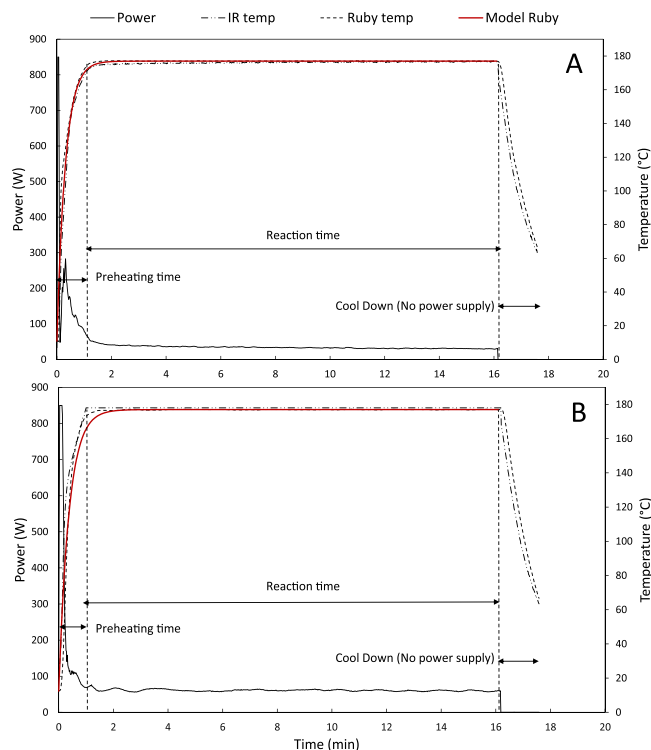 Power IR temp Ruby temp Model Ruby
900
800
700
600
500
400
300
200
100
0
Power (W)
A
Reaction time
Preheating time
Cool Down (No power supply)
180
160
140
120
100
80
60
40
20
0
Temperature (°C)
0 2 4 6 8 10 12 14 16 18 20
900
800
700
600
500
400
300
200
100
0
Power (W)
B
Reaction time
Preheating time
Cool Down (No power supply)
180
160
140
120
100
80
60
40
20
0
Temperature (°C)
0 2 4 6 8 10 12 14 16 18 20
Time (min)